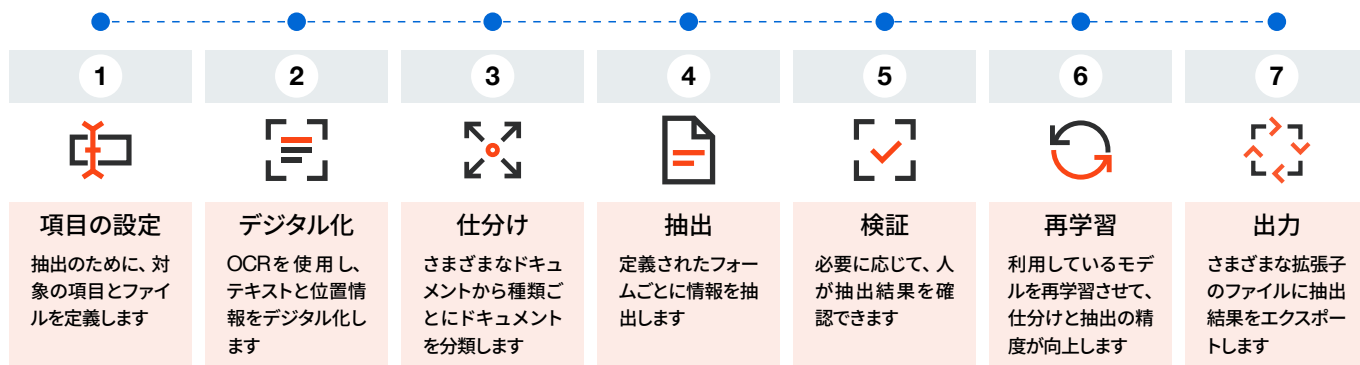 1
2
3
4
5
6
7
項目の設定
抽出のために、対
象の項目とファイ
ルを定義します
デジタル化
OCRを使用し、
テキストと位置情
報をデジタル化し
ます
仕分け
さまざまなドキュ
メントから種類ご
とにドキュメント
を分類します
抽出
定義されたフォー
ムごとに情報を抽
出します
検証
必要に応じて、人
が抽出結果を確
認できます
再学習
利用しているモデ
ルを再学習させて、
仕分けと抽出の精
度が向上します
出力
さまざまな拡張子
のファイルに抽出
結果をエクスポー
トします